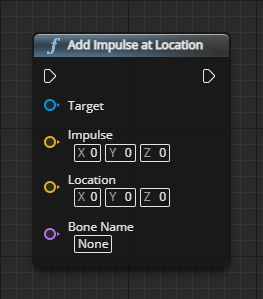 f Add Impulse at Location
Target
Impulse
X 0 Y 0 Z 0
Location
X 0 Y 0 Z 0
Bone Name
None